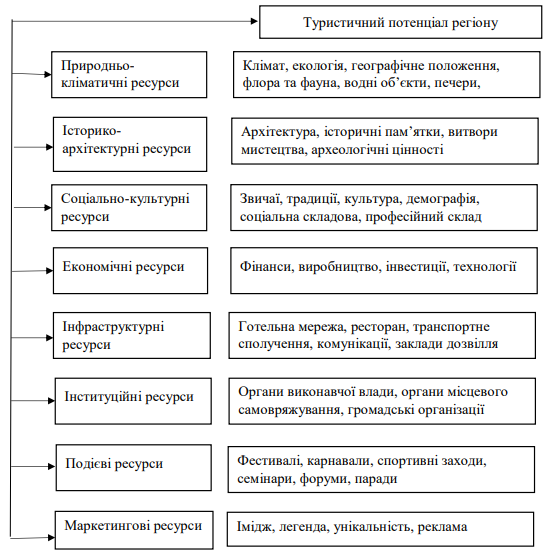 Туристичний потенціал регіону
Природньо-
кліматичні ресурси
Клімат, екологія, географічне положення,
флора та фауна, водні об’єкти, печери,
Історико-
архітектурні ресурси
Архітектура, історичні пам’ятки, витвори
мистецтва, археологічні цінності
Соціально-культурні
ресурси
Звичаї, традиції, культура, демографія,
соціальна складова, професійний склад
Економічні ресурси
Фінанси, виробництво, інвестиції, технології
Інфраструктурні
ресурси
Готельна мережа, ресторан, транспортне
сполучення, комунікації, заклади дозвілля
Інституційні ресурси
Органи виконавчої влади, органи місцевого
самовряжування, громадські організації
Подієві ресурси
Фестивалі, карнавали, спортивні заходи,
семінари, форуми, паради
Маркетингові ресурси
Імідж, легенда, унікальність, реклама